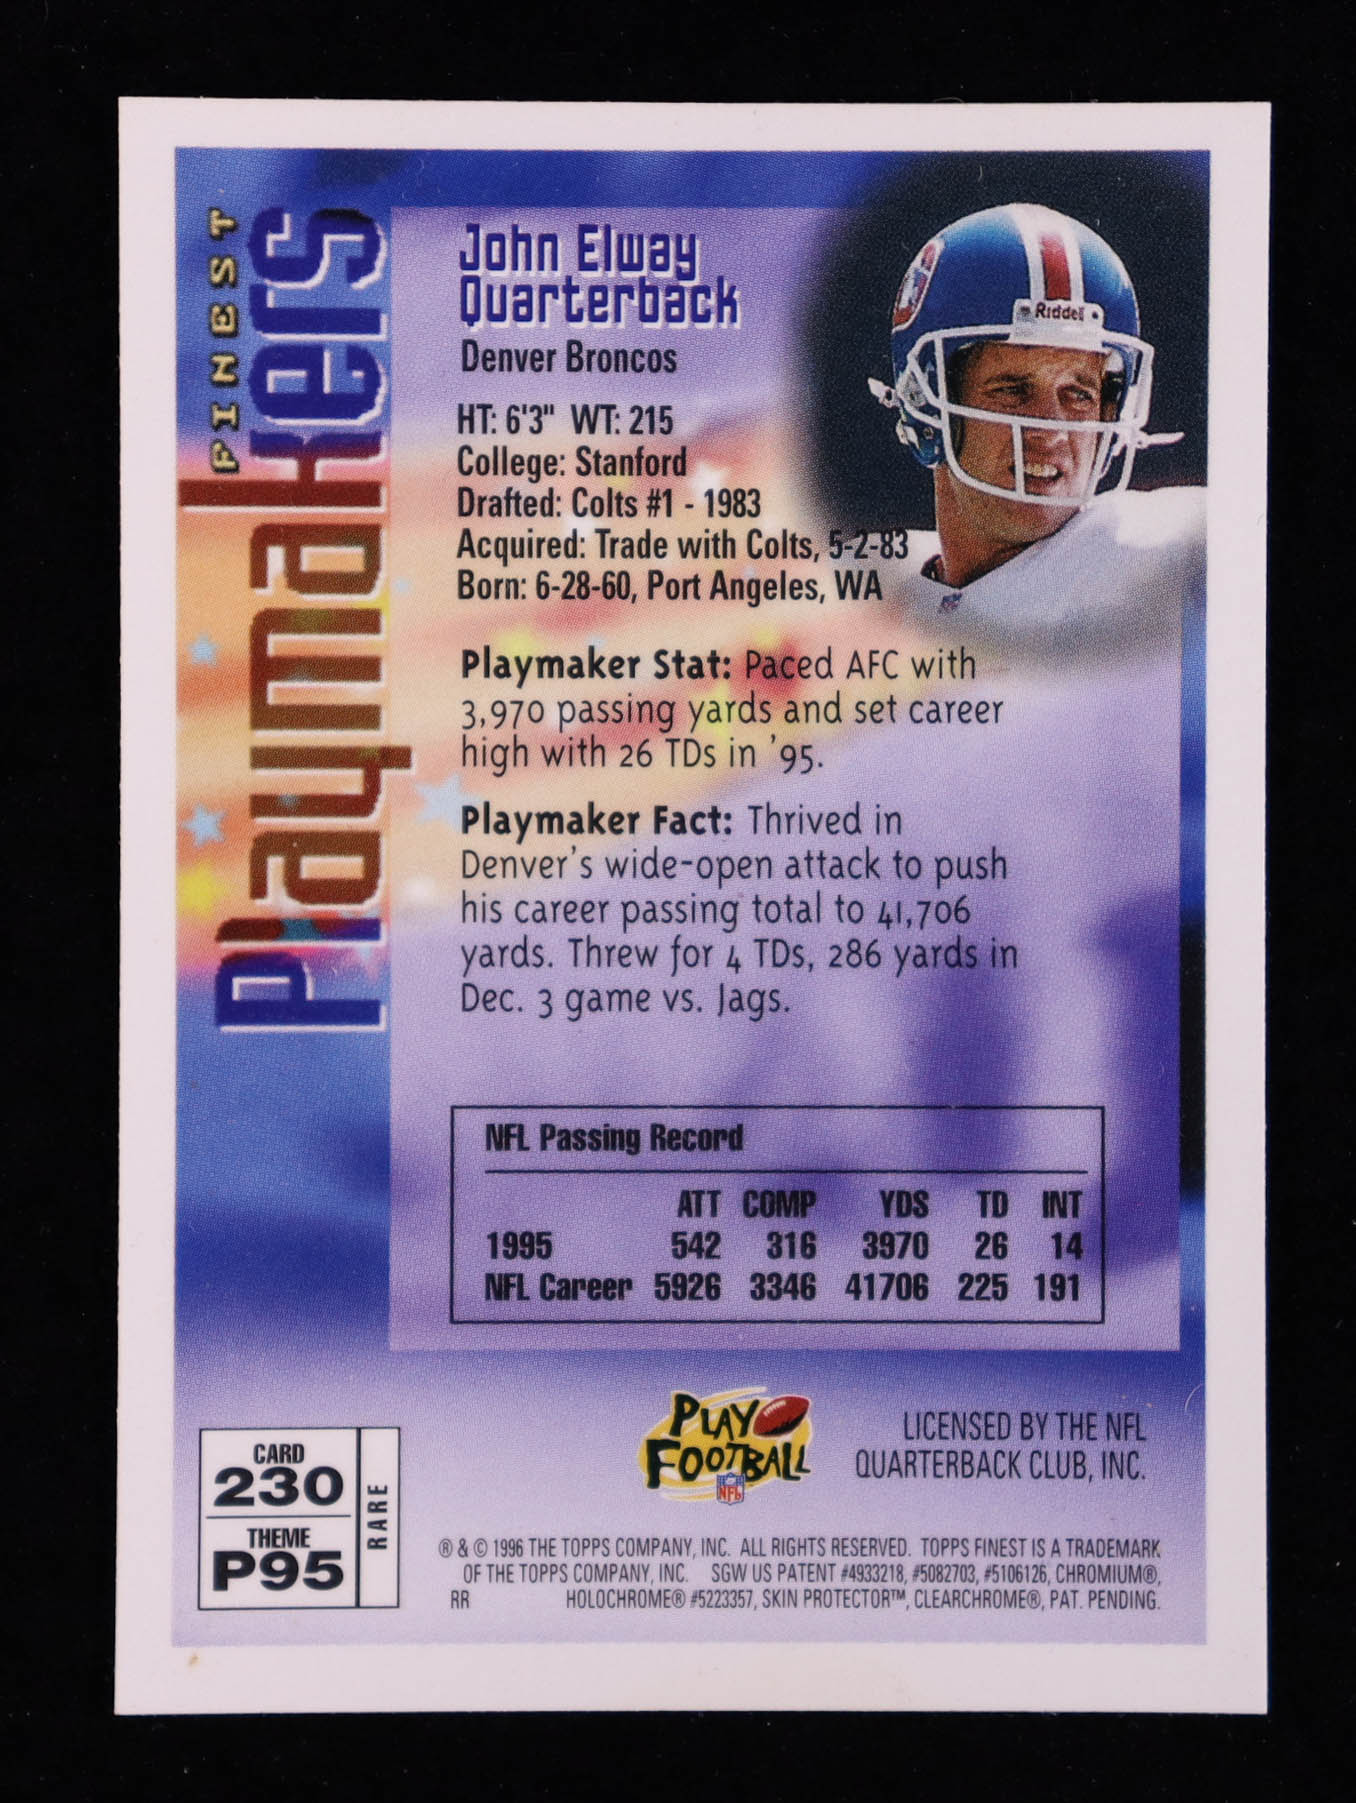 FINEST
Playmakers
John Elway
Quarterback
Denver Broncos
Riddell
HT: 6'3" WT: 215
College: Stanford
Drafted: Colts #1 - 1983
Acquired: Trade with Colts, 5-2-83
Born: 6-28-60, Port Angeles, WA
Playmaker Stat: Paced AFC with
3,970 passing yards and set career
high with 26 TDs in '95.
Playmaker Fact: Thrived in
Denver's wide-open attack to push
his career passing total to 41,706
yards. Threw for 4 TDs, 286 yards in
Dec. 3 game vs. Jags.
NFL Passing Record
ATT COMP YDS TD INT
1995 542 316 3970 26 14
NFL Career 5926 3346 41706 225 191
PLAY
FOOTBALL
NFL
LICENSED BY THE NFL
QUARTERBACK CLUB, INC.
CARD
230
THEME
P95
RARE
® & © 1996 THE TOPPS COMPANY, INC. ALL RIGHTS RESERVED. TOPPS FINEST IS A TRADEMARK
OF THE TOPPS COMPANY, INC. SGW US PATENT #4933218, #5082703, #5106126, CHROMIUM®,
RR HOLOCHROME® #5223357, SKIN PROTECTOR™, CLEARCHROME®, PAT. PENDING.